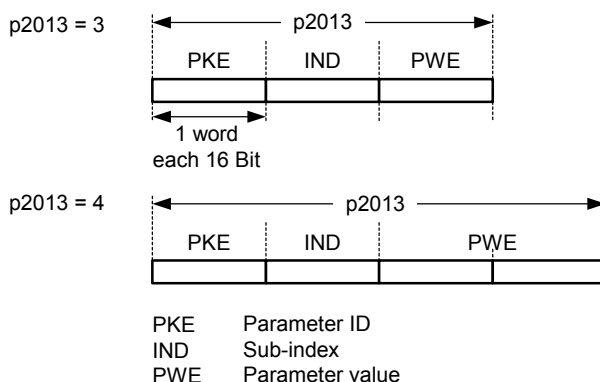 p2013 = 3
p2013
PKE IND PWE
1 word
each 16 Bit
p2013 = 4
p2013
PKE IND PWE
PKE Parameter ID
IND Sub-index
PWE Parameter value